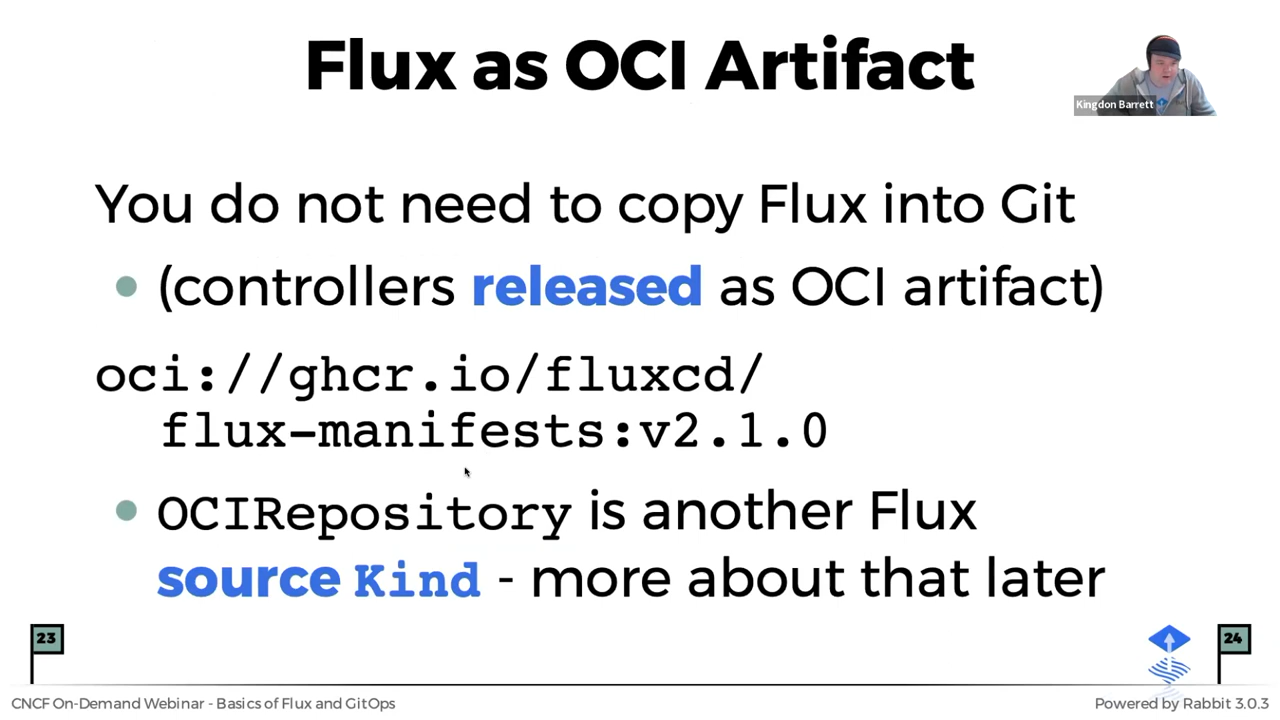 Flux as OCI Artifact
Kingdon Barrett
You do not need to copy Flux into Git
(controllers released as OCI artifact)
oci://ghcr.io/fluxcd/
flux-manifests:v2.1.0
OCIRepository is another Flux
source Kind - more about that later
23
24
CNCF On-Demand Webinar - Basics of Flux and GitOps
Powered by Rabbit 3.0.3